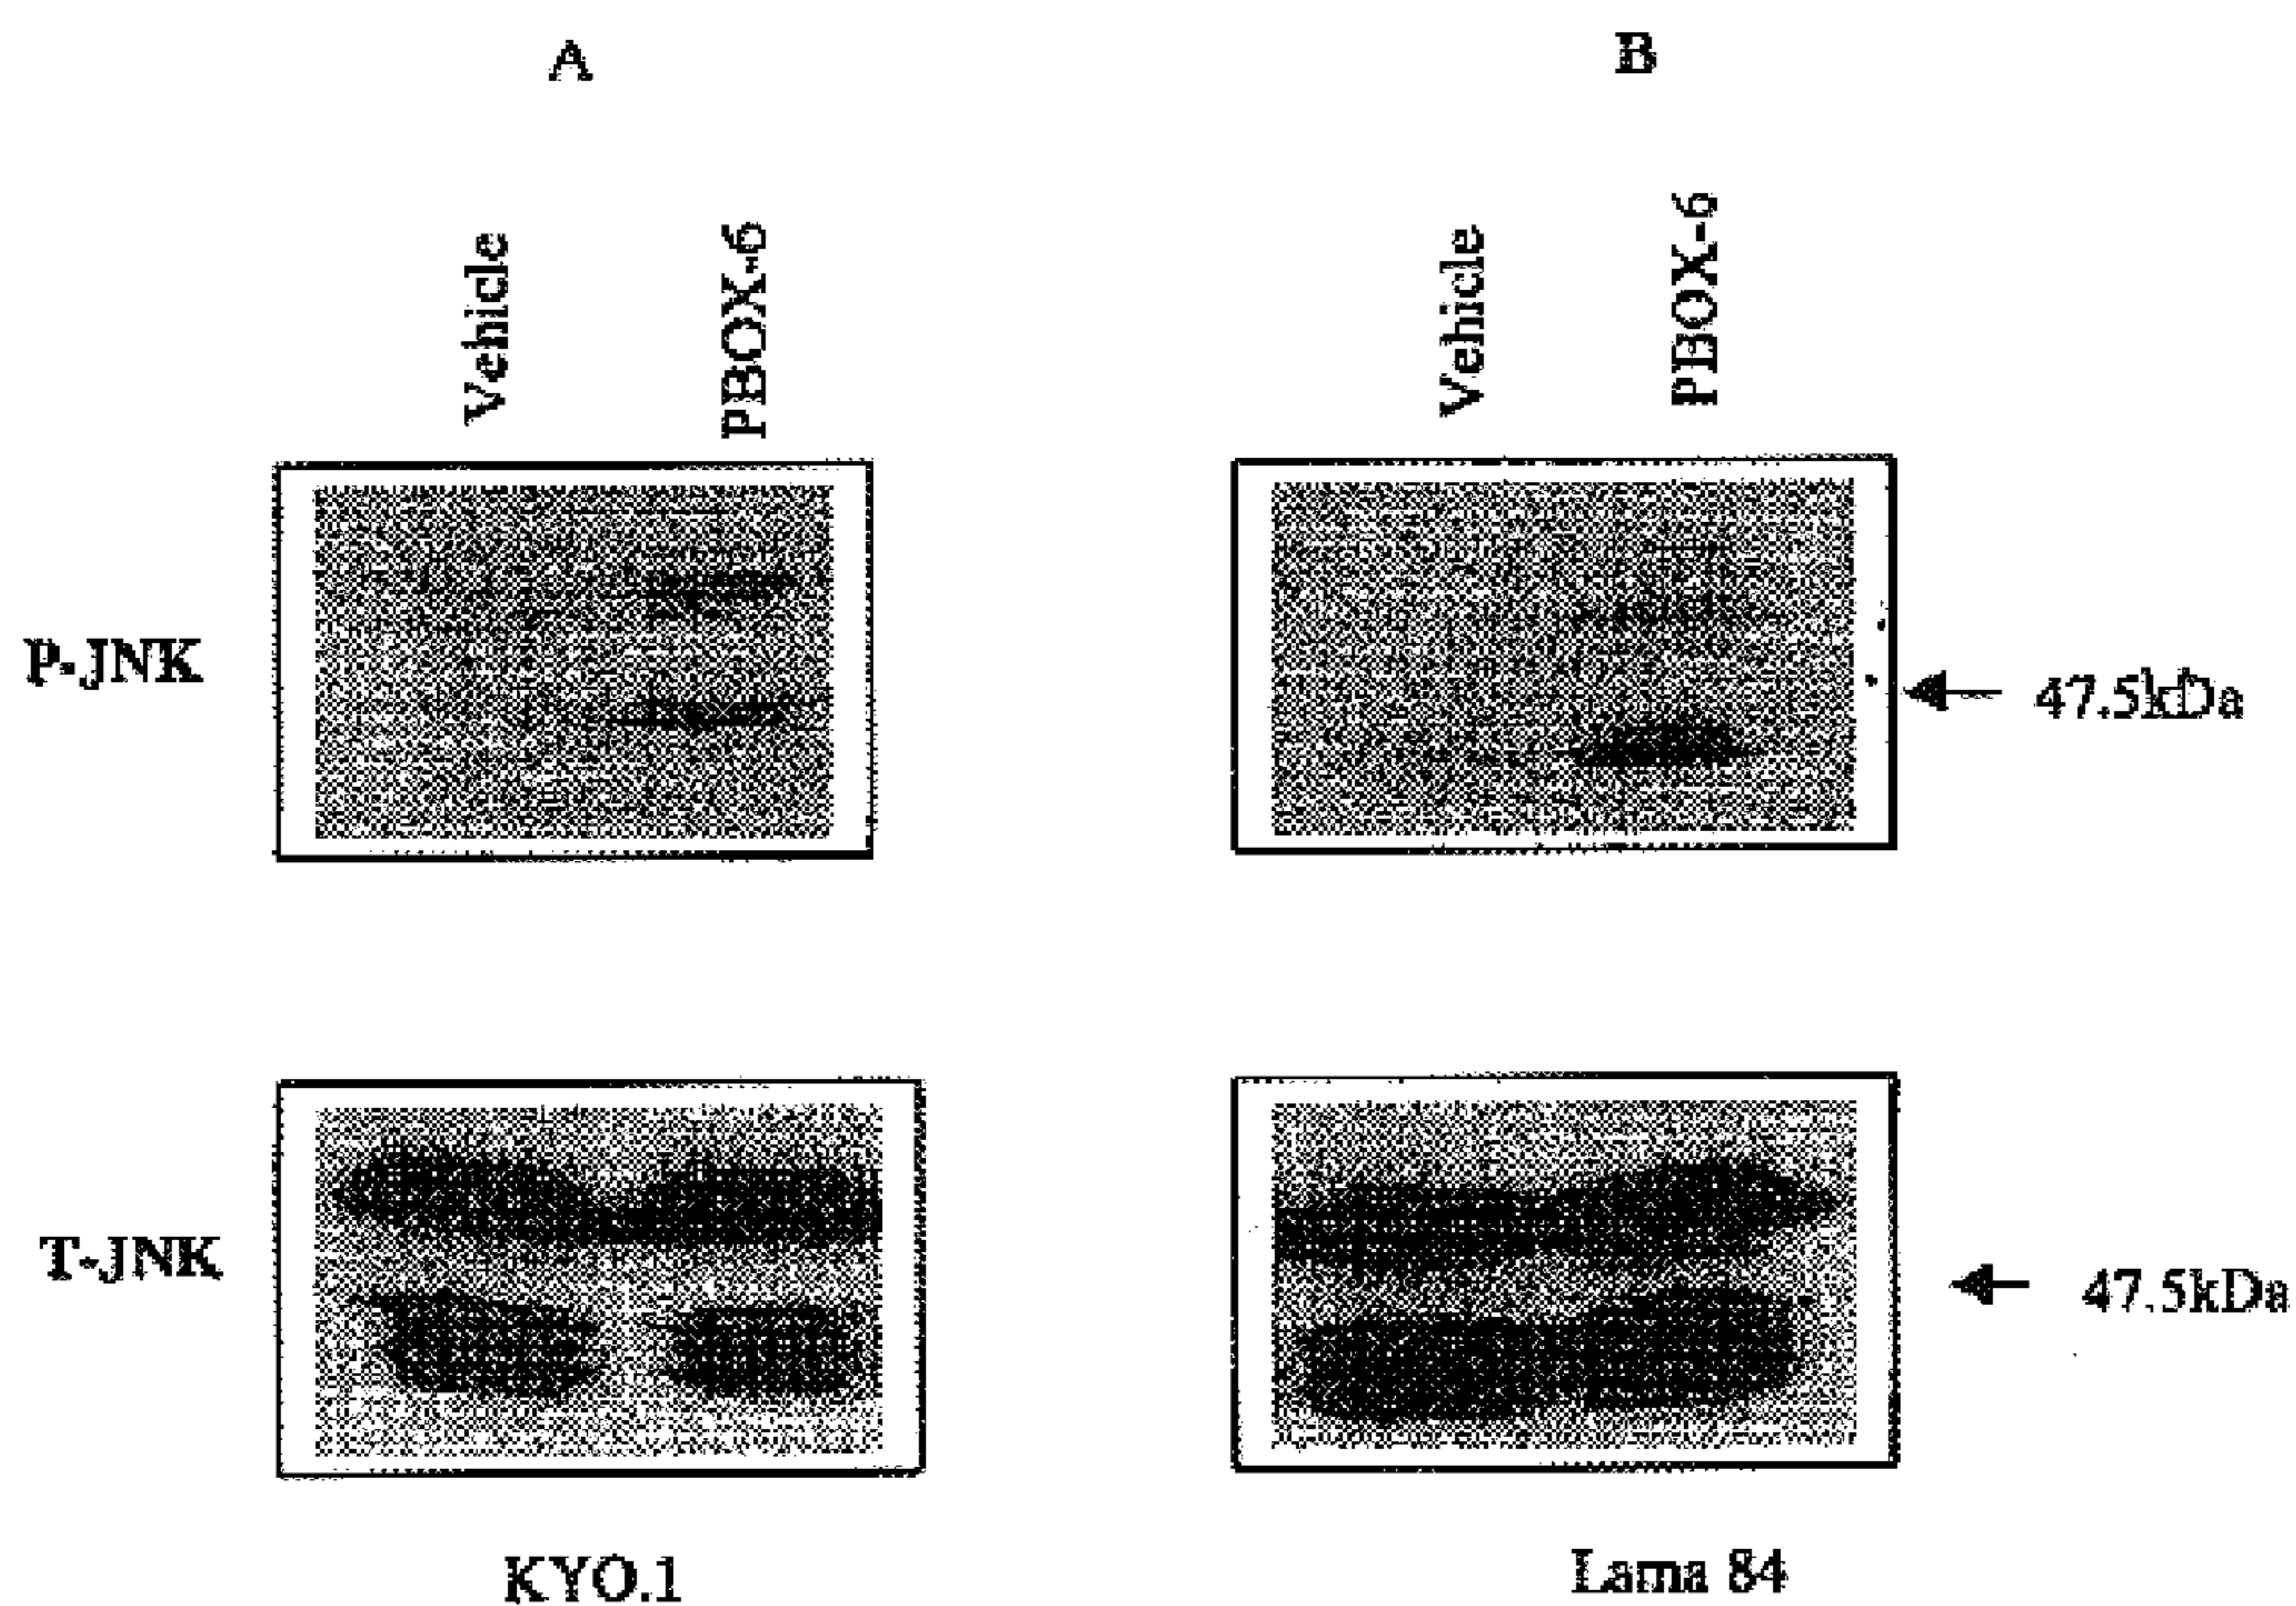 A
B
Vehicle
PBOX-6
Vehicle
PBOX-6
P-JNK
47.5kDa
T-JNK
47.5kDa
KYO.1
Lama 84